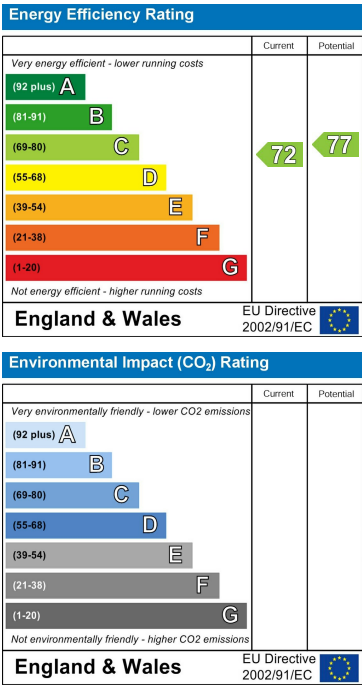 Energy Efficiency Rating
Current Potential
Very energy efficient - lower running costs
(92 plus) A
(81-91) B
(69-80) C
72 77
(55-68) D
(39-54) E
(21-38) F
(1-20) G
Not energy efficient - higher running costs
England & Wales
EU Directive
2002/91/EC
Environmental Impact (CO₂) Rating
Current Potential
Very environmentally friendly - lower CO2 emissions
(92 plus) A
(81-91) B
(69-80) C
(55-68) D
(39-54) E
(21-38) F
(1-20) G
Not environmentally friendly - higher CO2 emissions
England & Wales
EU Directive
2002/91/EC